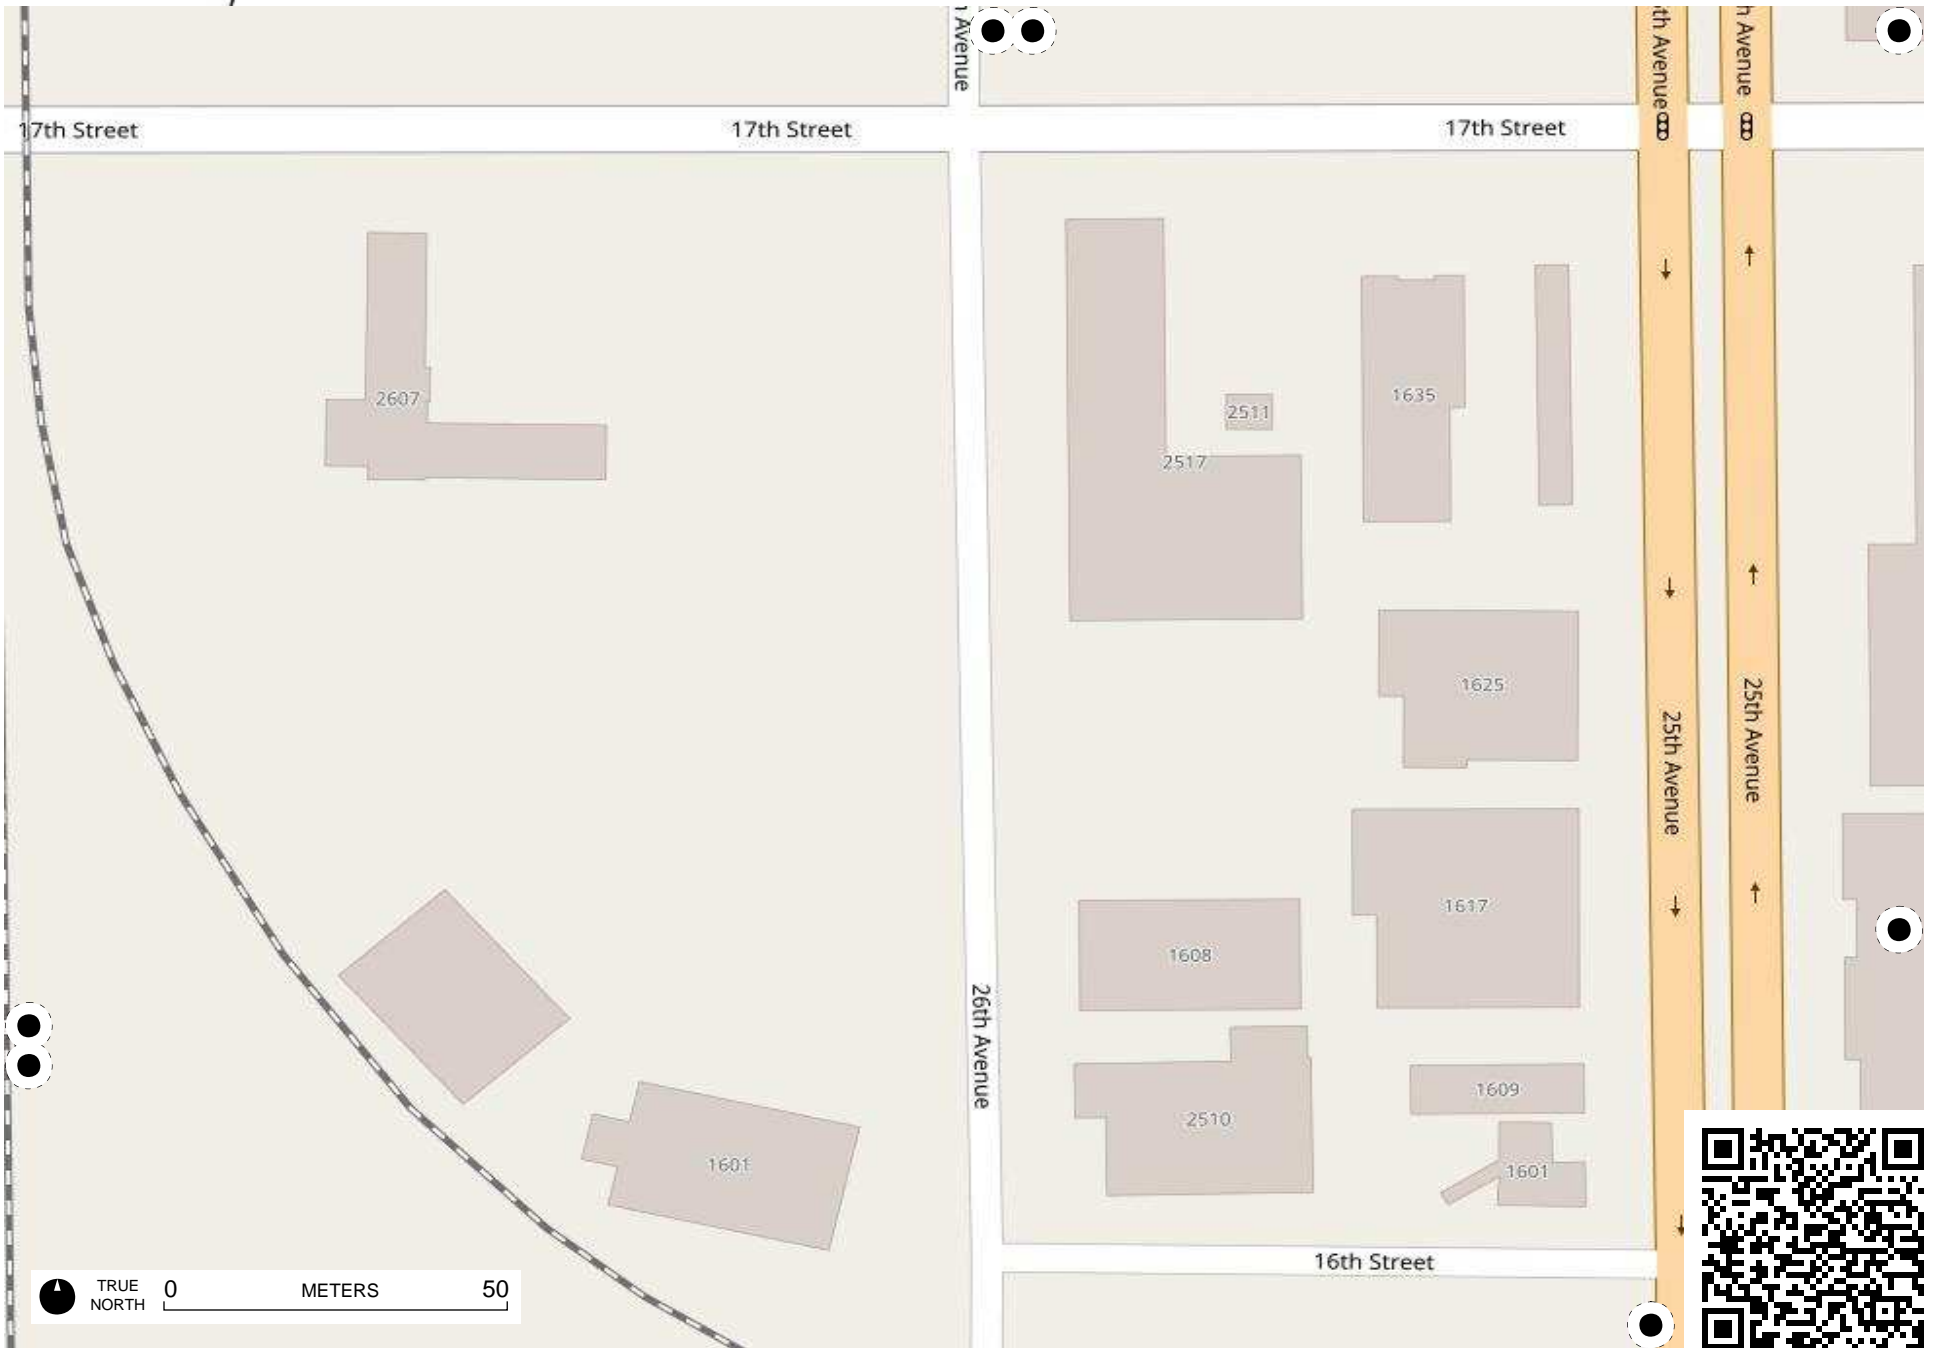 Avenue
th Avenue
Avenue
17th Street
17th Street
17th Street
2607
2511
1635
2517
1625
25th Avenue
25th Avenue
1617
1608
26th Avenue
1609
2510
1601
1601
16th Street
TRUE NORTH
0 METERS 50